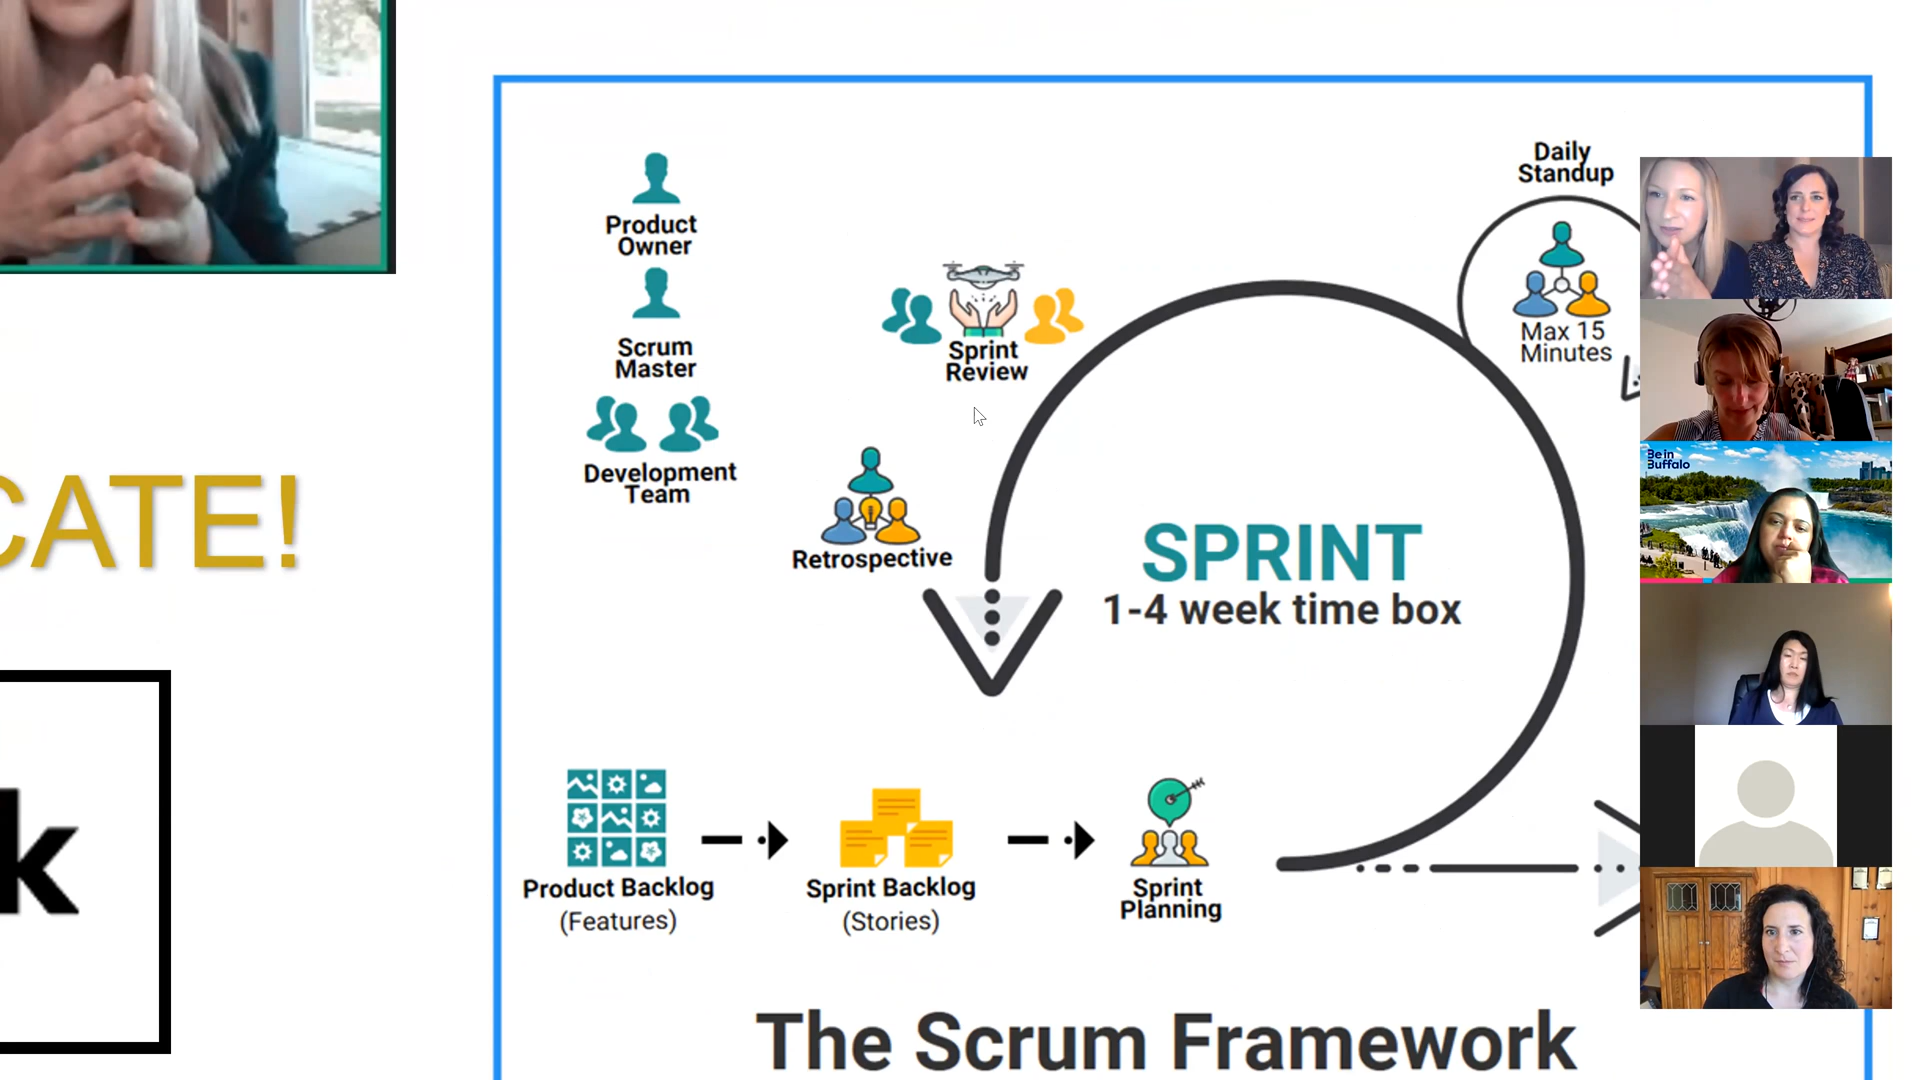 Product
Owner
Scrum
Master
Development
Team
Sprint
Review
Retrospective
Daily
Standup
Max 15
Minutes
SPRINT
1-4 week time box
Product Backlog
(Features)
Sprint Backlog
(Stories)
Sprint
Planning
The Scrum Framework
CATE!
k
Be in
Buffalo